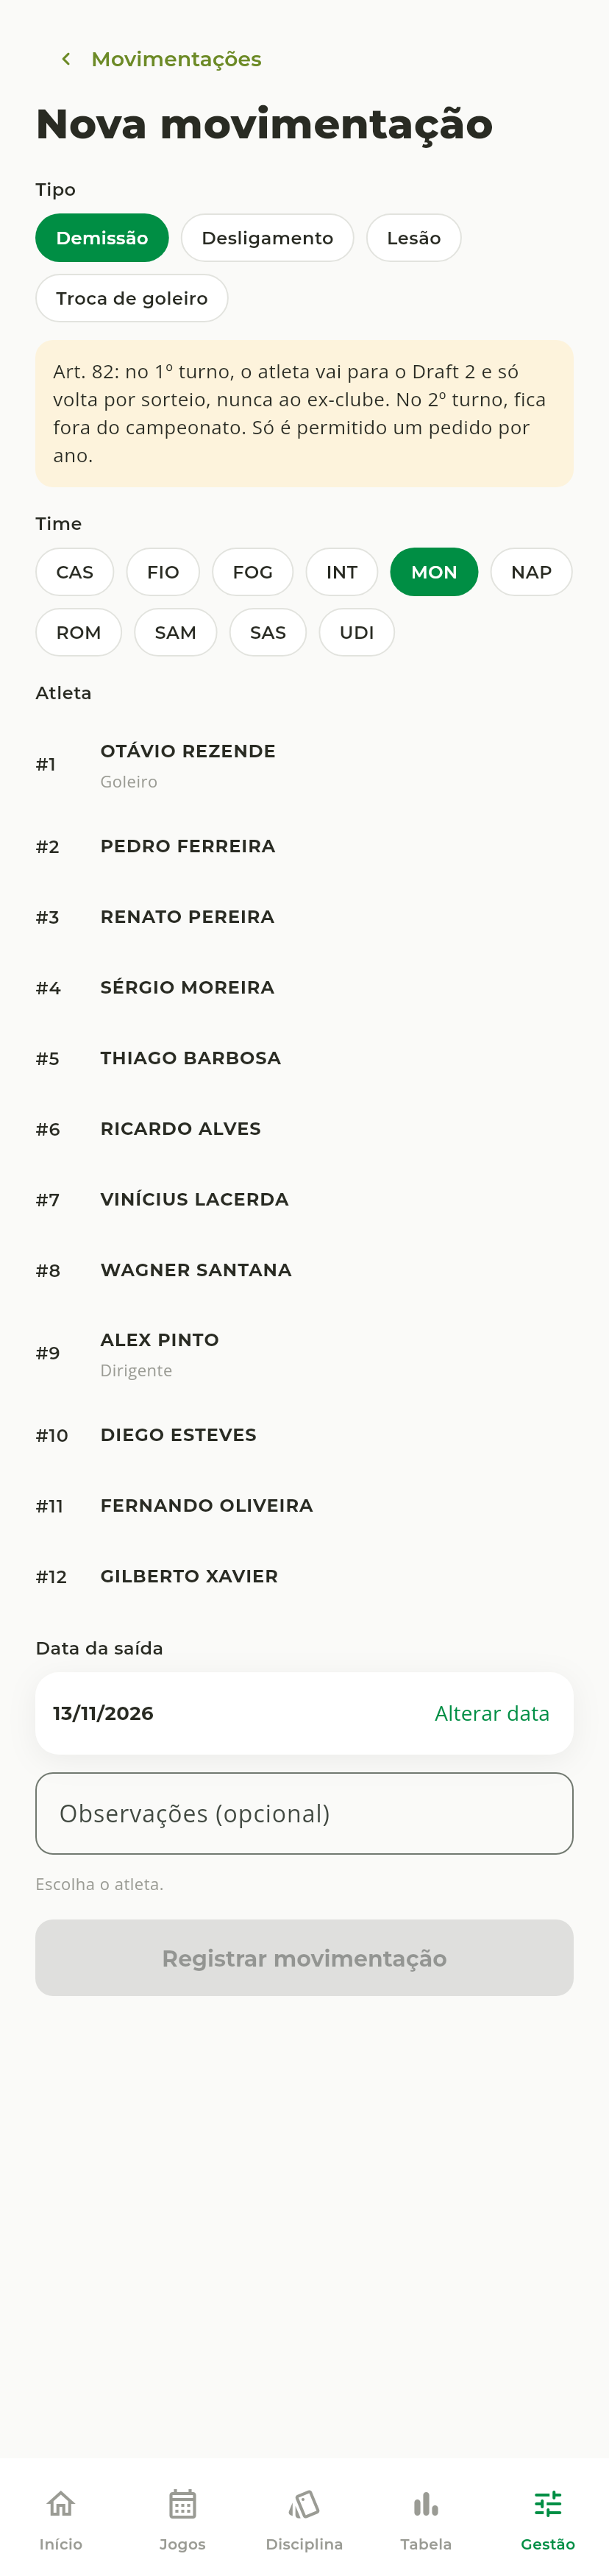 Movimentações
Nova movimentação
Tipo
Demissão
Desligamento
Lesão
Troca de goleiro
Art. 82: no 1º turno, o atleta vai para o Draft 2 e só
volta por sorteio, nunca ao ex-clube. No 2º turno, fica
fora do campeonato. Só é permitido um pedido por
ano.
Time
CAS
FIO
FOG
INT
MON
NAP
ROM
SAM
SAS
UDI
Atleta
#1
OTÁVIO REZENDE
Goleiro
#2
PEDRO FERREIRA
#3
RENATO PEREIRA
#4
SÉRGIO MOREIRA
#5
THIAGO BARBOSA
#6
RICARDO ALVES
#7
VINÍCIUS LACERDA
#8
WAGNER SANTANA
#9
ALEX PINTO
Dirigente
#10
DIEGO ESTEVES
#11
FERNANDO OLIVEIRA
#12
GILBERTO XAVIER
Data da saída
13/11/2026
Alterar data
Observações (opcional)
Escolha o atleta.
Registrar movimentação
Início
Jogos
Disciplina
Tabela
Gestão